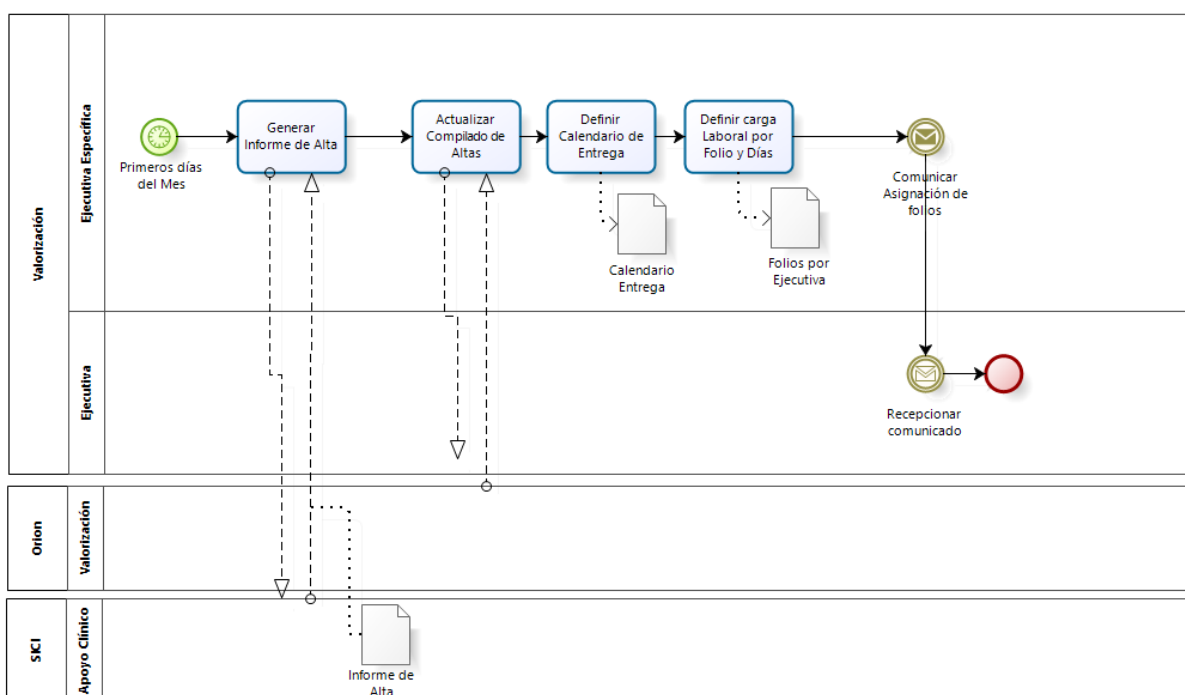 Valorización
Ejecutiva Específica
Primeros días
del Mes
Generar
Informe de Alta
Actualizar
Compilado de
Altas
Definir
Calendario de
Entrega
Definir carga
Laboral por
Folio y Días
Comunicar
Asignación de
folios
Calendario
Entrega
Folios por
Ejecutiva
Ejecutiva
Recepcionar
comunicado
Orion
Valorización
SICI
Apoyo Clínico
Informe de
Alta